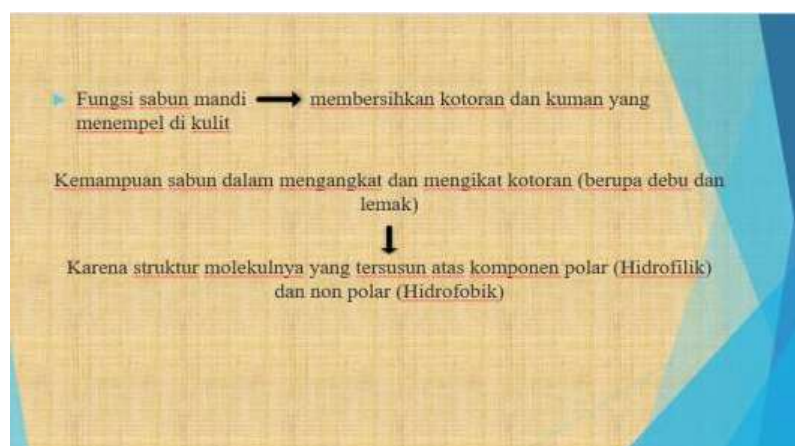 Fungsi sabun mandi → membersihkan kotoran dan kuman yang
menempel di kulit
Kemampuan sabun dalam mengangkat dan mengikat kotoran (berupa debu dan
lemak)
Karena struktur molekulnya yang tersusun atas komponen polar (Hidrofilik)
dan non polar (Hidrofobik)